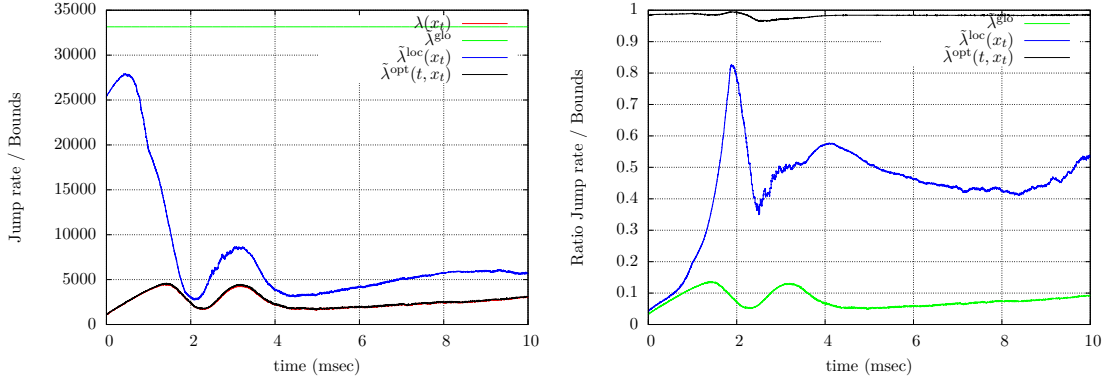 Jump rate / Bounds
35000
30000
25000
20000
15000
10000
5000
0
0 2 4 6 8 10
time (msec)
λ(x_t)
λ̃^glo
λ̃^loc(x_t)
λ̃^opt(t, x_t)
Ratio Jump rate / Bounds
1
0.9
0.8
0.7
0.6
0.5
0.4
0.3
0.2
0.1
0
0 2 4 6 8 10
time (msec)
λ̃^glo
λ̃^loc(x_t)
λ̃^opt(t, x_t)